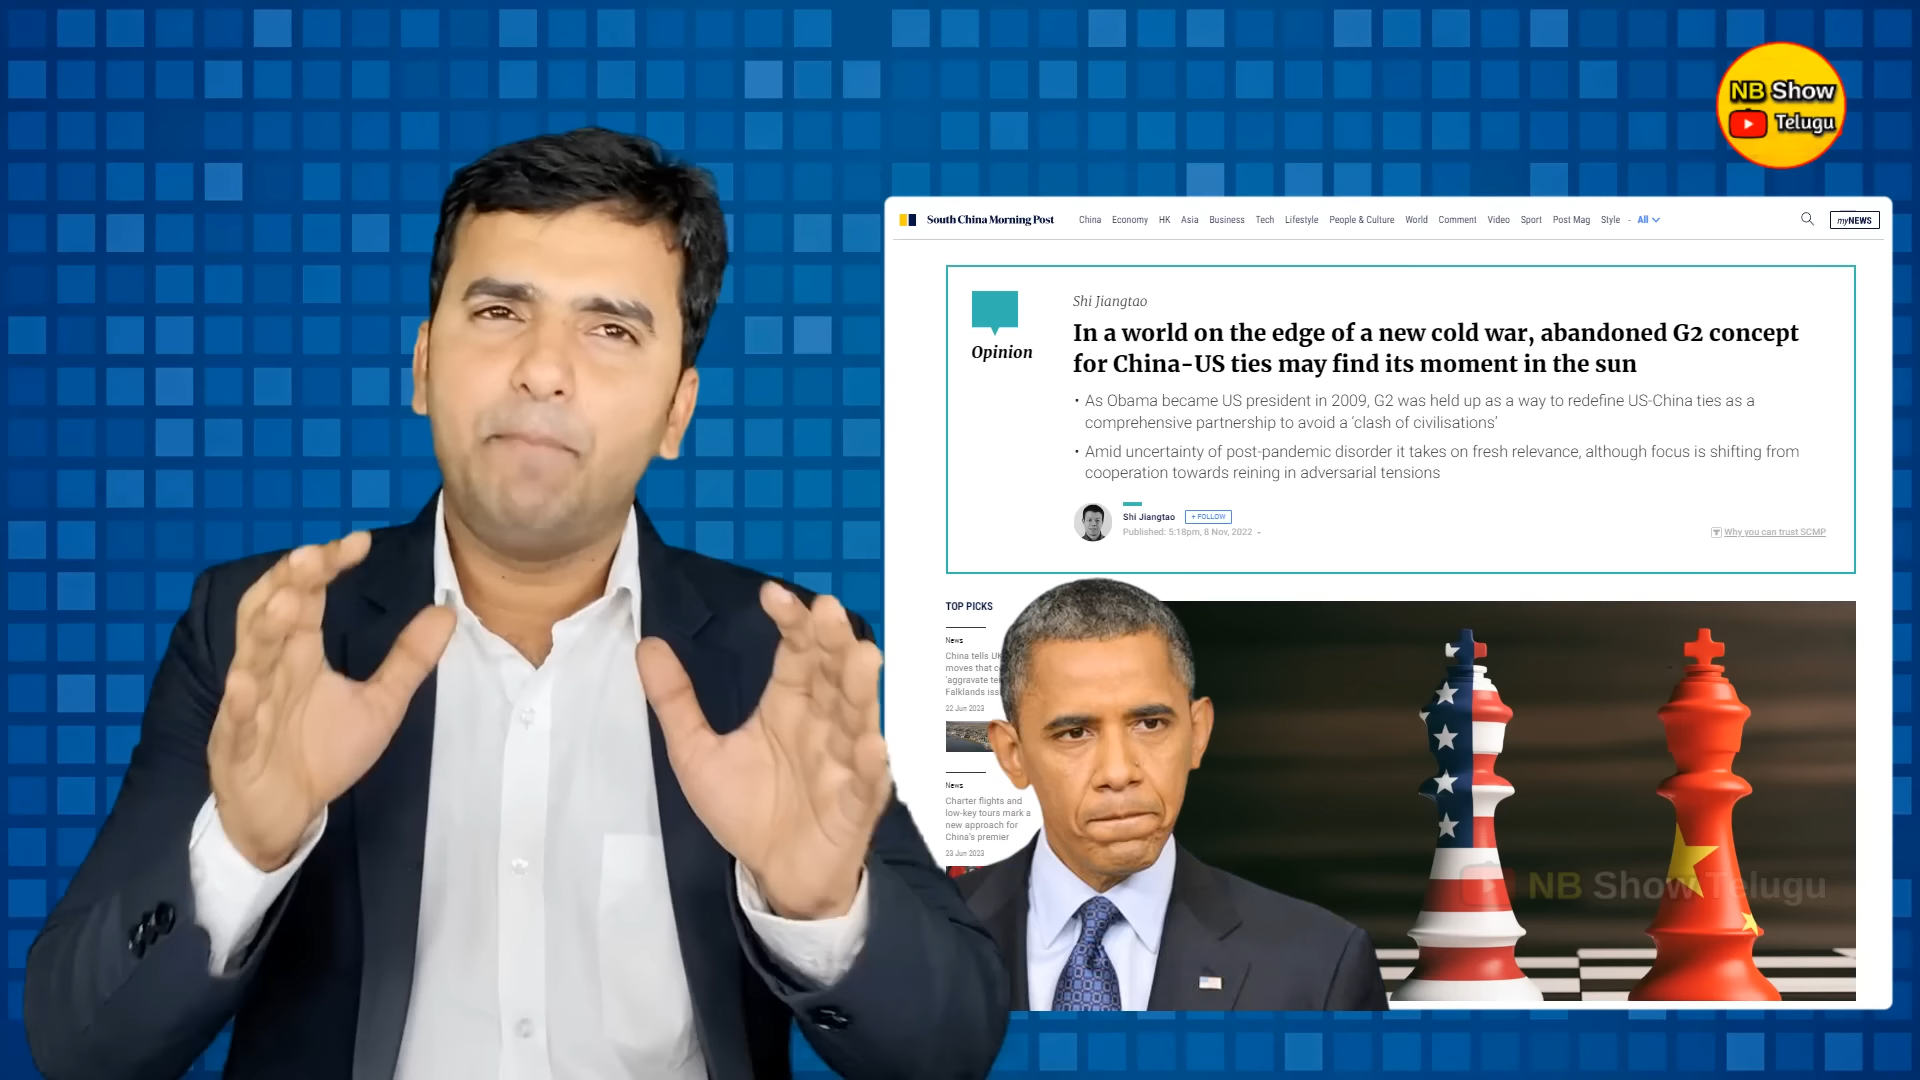 NB Show
Telugu
South China Morning Post
China Economy HK Asia Business Tech Lifestyle People & Culture World Comment Video Sport Post Mag Style - All
myNEWS
Opinion
Shi Jiangtao
In a world on the edge of a new cold war, abandoned G2 concept
for China-US ties may find its moment in the sun
• As Obama became US president in 2009, G2 was held up as a way to redefine US-China ties as a
comprehensive partnership to avoid a ‘clash of civilisations’
• Amid uncertainty of post-pandemic disorder it takes on fresh relevance, although focus is shifting from
cooperation towards reining in adversarial tensions
Shi Jiangtao + FOLLOW
Published: 5:18pm, 8 Nov, 2022
Why you can trust SCMP
TOP PICKS
News
China tells UK
moves that
'aggravate
Falklands
22 Jun 2023
News
Charter flights and
low-key tours mark a
new approach for
China's premier
23 Jun 2023
NB Show Telugu